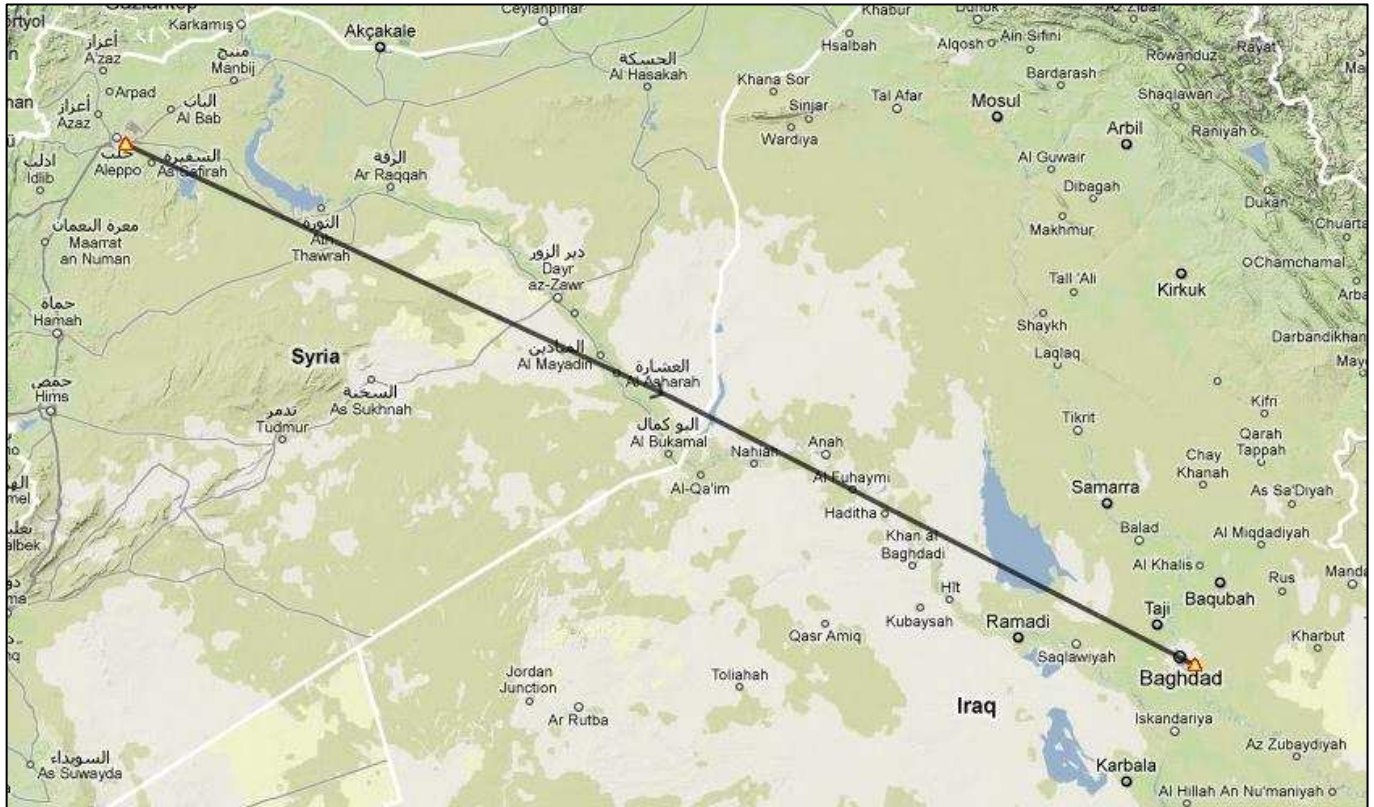 Gaziantep
Ceylanpinar
Khabur
Karkamış
Akçakale
Hsalbah
Alqosh
Ain Sifini
Rowanduz
Rayat
أعزاز
A'zaz
منبج
Manbij
الحسكة
Al Hasakah
Bardarash
Khana Sor
Arpad
أعزاز
Azaz
الباب
Al Bab
Sinjar
Wardiya
Tal Afar
Mosul
Shaqlawan
Arbil
Raniyah
حلب
Aleppo
السفيرة
As Safirah
ادلب
Idlib
الرقة
Ar Raqqah
Al Guwair
Dibagah
Dukan
الثورة
Ath
Thawrah
معرة النعمان
Maarrat
an Numan
Makhmur
Chuarta
Chamchamal
دير الزور
Dayr
az-Zawr
Tall 'Ali
Kirkuk
حماة
Hamah
Shaykh
Darbandikhan
Syria
الميادين
Al Mayadin
العشارة
Al Asharah
Laqlaq
السخنة
As Sukhnah
حمص
Hims
تدمر
Tudmur
البو كمال
Al Bukamal
Kifri
Tikrit
Qarah
Tappah
Anah
Nahiah
Al-Qa'im
Al Fuhaymi
Chay
Khanah
As Sa'Diyah
Haditha
Samarra
Khan al
Baghdadi
Balad
Al Miqdadiyah
Al Khalis
Hīt
Rus
Baqubah
Kubaysah
Taji
Qasr Amiq
Ramadi
Saqlawiyah
Kharbut
Baghdad
Jordan
Junction
Toliahah
Ar Rutba
Iraq
Iskandariya
السويداء
As Suwayda
Az Zubaydiyah
Karbala
Al Hillah
An Nu'maniyah